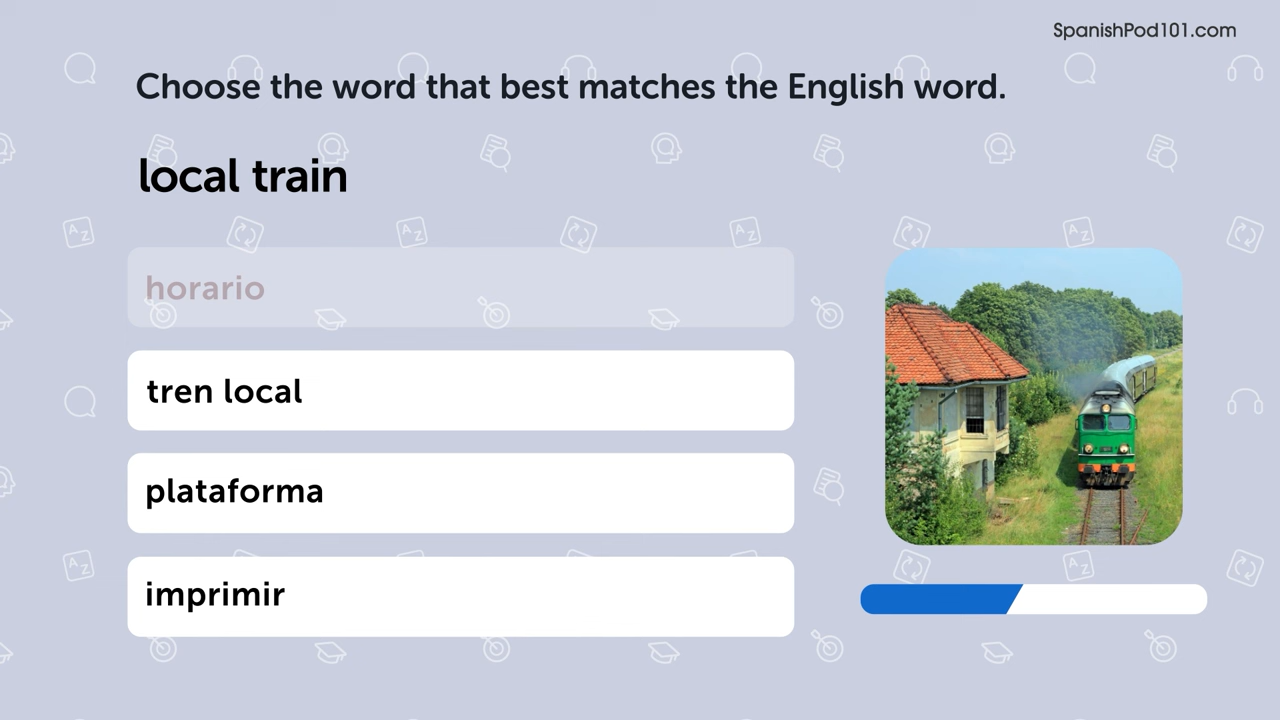 SpanishPod101.com
Choose the word that best matches the English word.
local train
horario
tren local
plataforma
imprimir